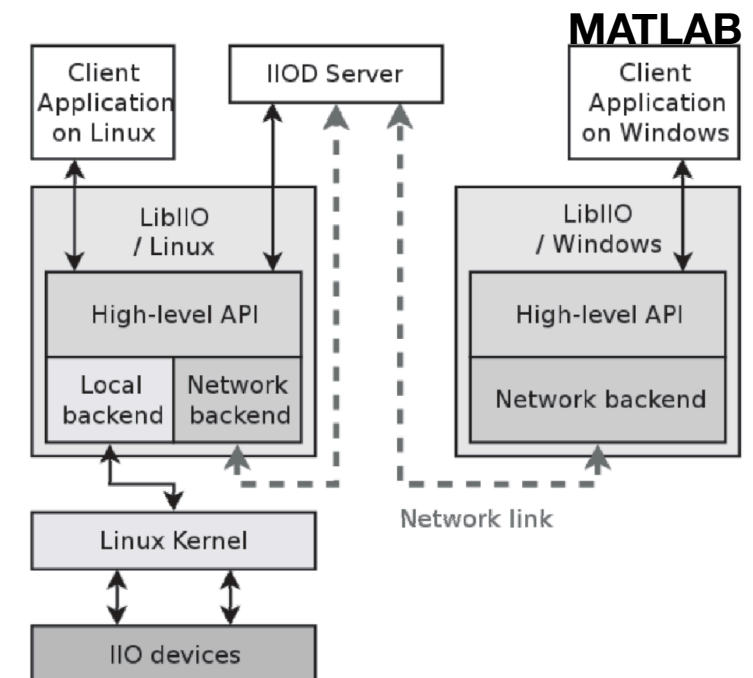 MATLAB
Client
Application
on Linux
IIOD Server
Client
Application
on Windows
LibIIO
/ Linux
High-level API
Local
backend
Network
backend
LibIIO
/ Windows
High-level API
Network backend
Network link
Linux Kernel
IIO devices